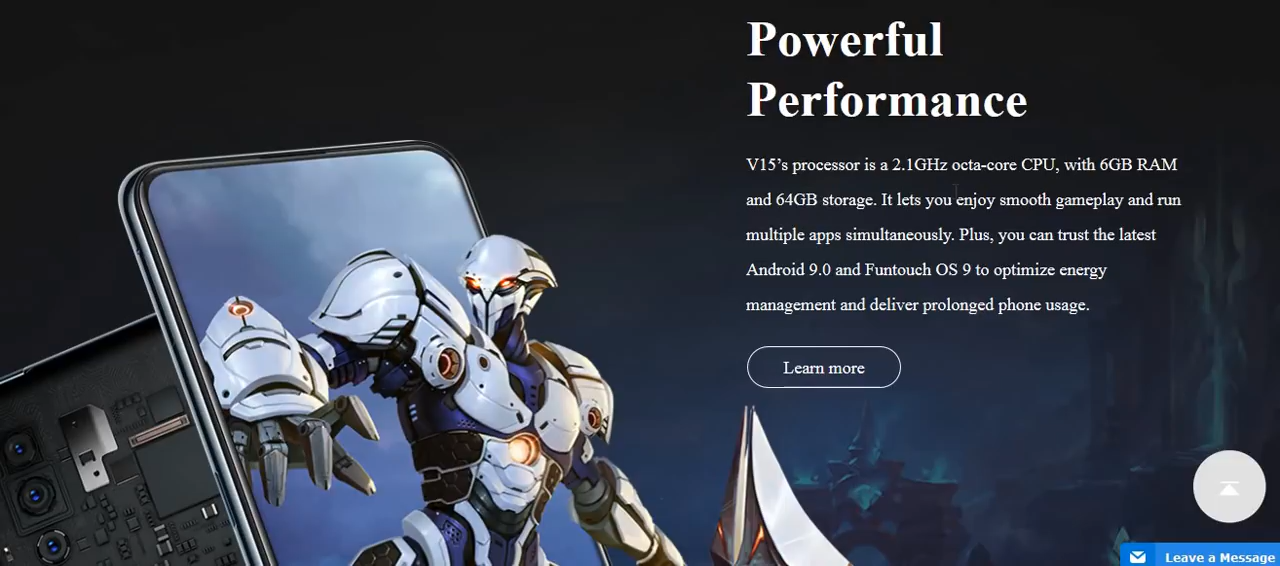 Powerful
Performance
V15’s processor is a 2.1GHz octa-core CPU, with 6GB RAM
and 64GB storage. It lets you enjoy smooth gameplay and run
multiple apps simultaneously. Plus, you can trust the latest
Android 9.0 and Funtouch OS 9 to optimize energy
management and deliver prolonged phone usage.
Learn more
Leave a Message